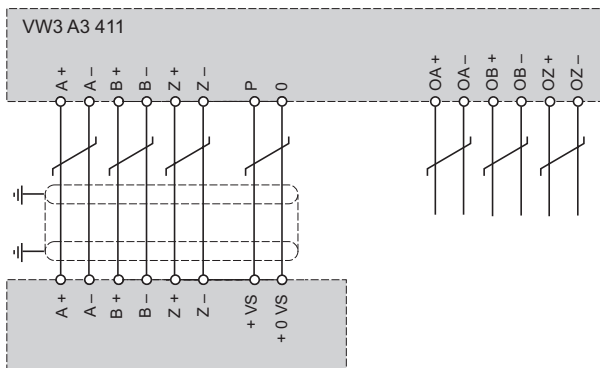 VW3 A3 411
A +
A –
B +
B –
Z +
Z –
P
0
OA +
OA –
OB +
OB –
OZ +
OZ –
A +
A –
B +
B –
Z +
Z –
+ VS
+ 0 VS